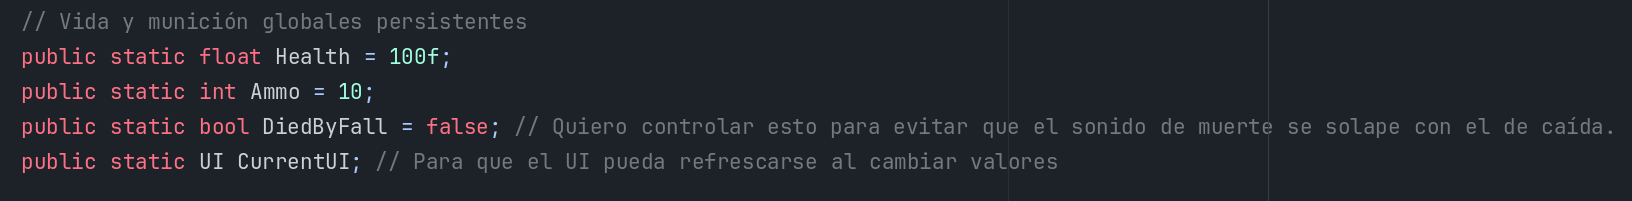 // Vida y munición globales persistentes
public static float Health = 100f;
public static int Ammo = 10;
public static bool DiedByFall = false; // Quiero controlar esto para evitar que el sonido de muerte se solape con el de caída.
public static UI CurrentUI; // Para que el UI pueda refrescarse al cambiar valores